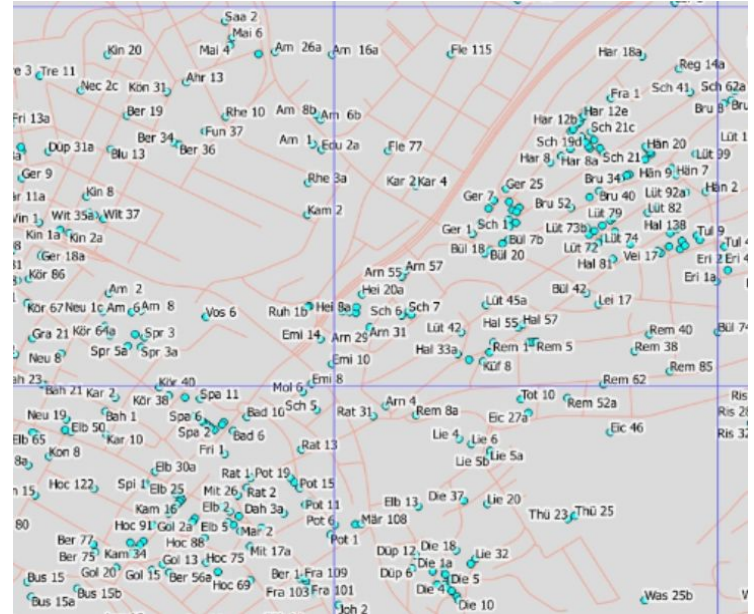 Saa 2
Mai 6
Mai 4
Am 26a
Am 16a
Fle 115
Har 18a
Kin 20
Reg 14a
Tre 11
Nec 2c
Kön 31
Ahr 13
Fra 1
Sch 41
Sch 62a
Bru 8
Fri 13a
Ber 19
Rhe 10
Am 8b
Am 6b
Har 12e
Har 12b
Sch 21c
Ber 34
Fun 37
Düp 31a
Blu 13
Ber 36
Am 1
Edu 2a
Fle 77
Sch 19d
Sch 21
Hän 20
Lüt 99
Har 8
Har 8a
Ger 9
Rhe 3a
Kar 2
Kar 4
Bru 34
Hän 9
Hän 7
Kin 8
Ger 25
Ger 7
Bru 40
Lüt 92a
Hän 2
Wit 35a
Wit 37
Kam 2
Bru 52
Lüt 79
Lüt 82
Kin 1a
Kin 2a
Ger 1
Lüt 73b
Lüt 74
Hal 138
Tul 9
Bül 18
Bül 7b
Bül 20
Lüt 72
Vei 17
Ger 18a
Hal 81
Kör 86
Arn 55
Arn 57
Eri 1a
Am 2
Hei 20a
Bül 42
Kör 67
Neu 1c
Am 6
Am 8
Vos 6
Ruh 1b
Hei 8a
Sch 6
Sch 7
Lüt 45a
Lei 17
Gra 21
Kör 64a
Spr 3
Emi 14
Arn 29
Arn 31
Lüt 42
Hal 55
Hal 57
Rem 40
Bül 74
Neu 8
Spr 5a
Spr 3a
Hal 33a
Rem 1
Rem 5
Rem 38
Emi 10
Küf 8
Rem 85
Bah 21
Kar 2
Kör 40
Mol 6
Emi 8
Rem 62
Kör 38
Spa 11
Tot 10
Rem 52a
Neu 19
Bah 1
Spa 6
Bad 10
Sch 5
Rat 31
Arn 4
Rem 8a
Eic 27a
Elb 65
Elb 50
Kar 10
Spa 2
Bad 6
Lie 4
Lie 6
Eic 46
Kon 8
Fri 1
Rat 13
Lie 5b
Lie 5a
Elb 30a
Hoc 122
Spi 1
Elb 25
Rat 1
Pot 19
Pot 15
Mit 26
Rat 2
Kam 16
Elb 2
Dah 3a
Pot 11
Elb 13
Die 37
Lie 20
Hoc 91
Gol 2a
Elb 5
Mar 2
Pot 6
Mär 108
Thü 23
Thü 25
Ber 77
Hoc 88
Pot 1
Ber 75
Kam 34
Mit 17a
Düp 12
Die 18
Gol 20
Gol 15
Gol 13
Hoc 75
Die 1a
Lie 32
Bus 15
Ber 56a
Hoc 69
Ber 1
Fra 109
Düp 6
Die 5
Bus 15a
Bus 15b
Fra 103
Fra 101
Die 4
Die 10
Joh 2
Was 25b